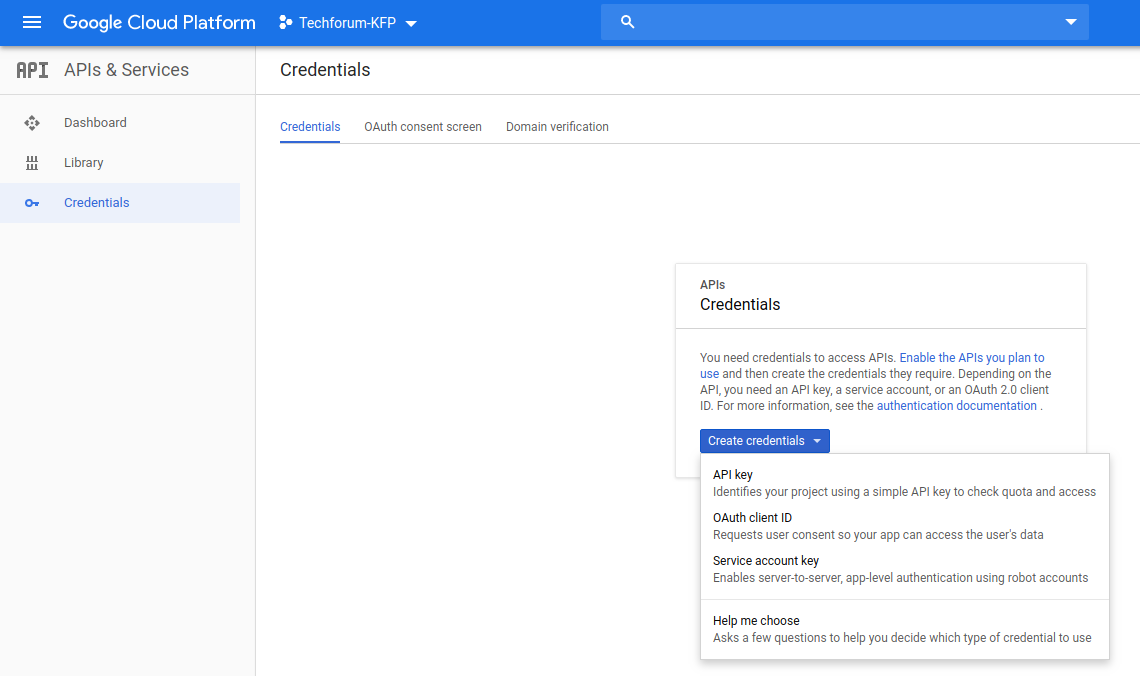 Google Cloud Platform
Techforum-KFP
API
APIs & Services
Credentials
Dashboard
Library
Credentials
Credentials
OAuth consent screen
Domain verification
APIs
Credentials
You need credentials to access APIs. Enable the APIs you plan to
use and then create the credentials they require. Depending on the
API, you need an API key, a service account, or an OAuth 2.0 client
ID. For more information, see the authentication documentation .
Create credentials
API key
Identifies your project using a simple API key to check quota and access
OAuth client ID
Requests user consent so your app can access the user's data
Service account key
Enables server-to-server, app-level authentication using robot accounts
Help me choose
Asks a few questions to help you decide which type of credential to use